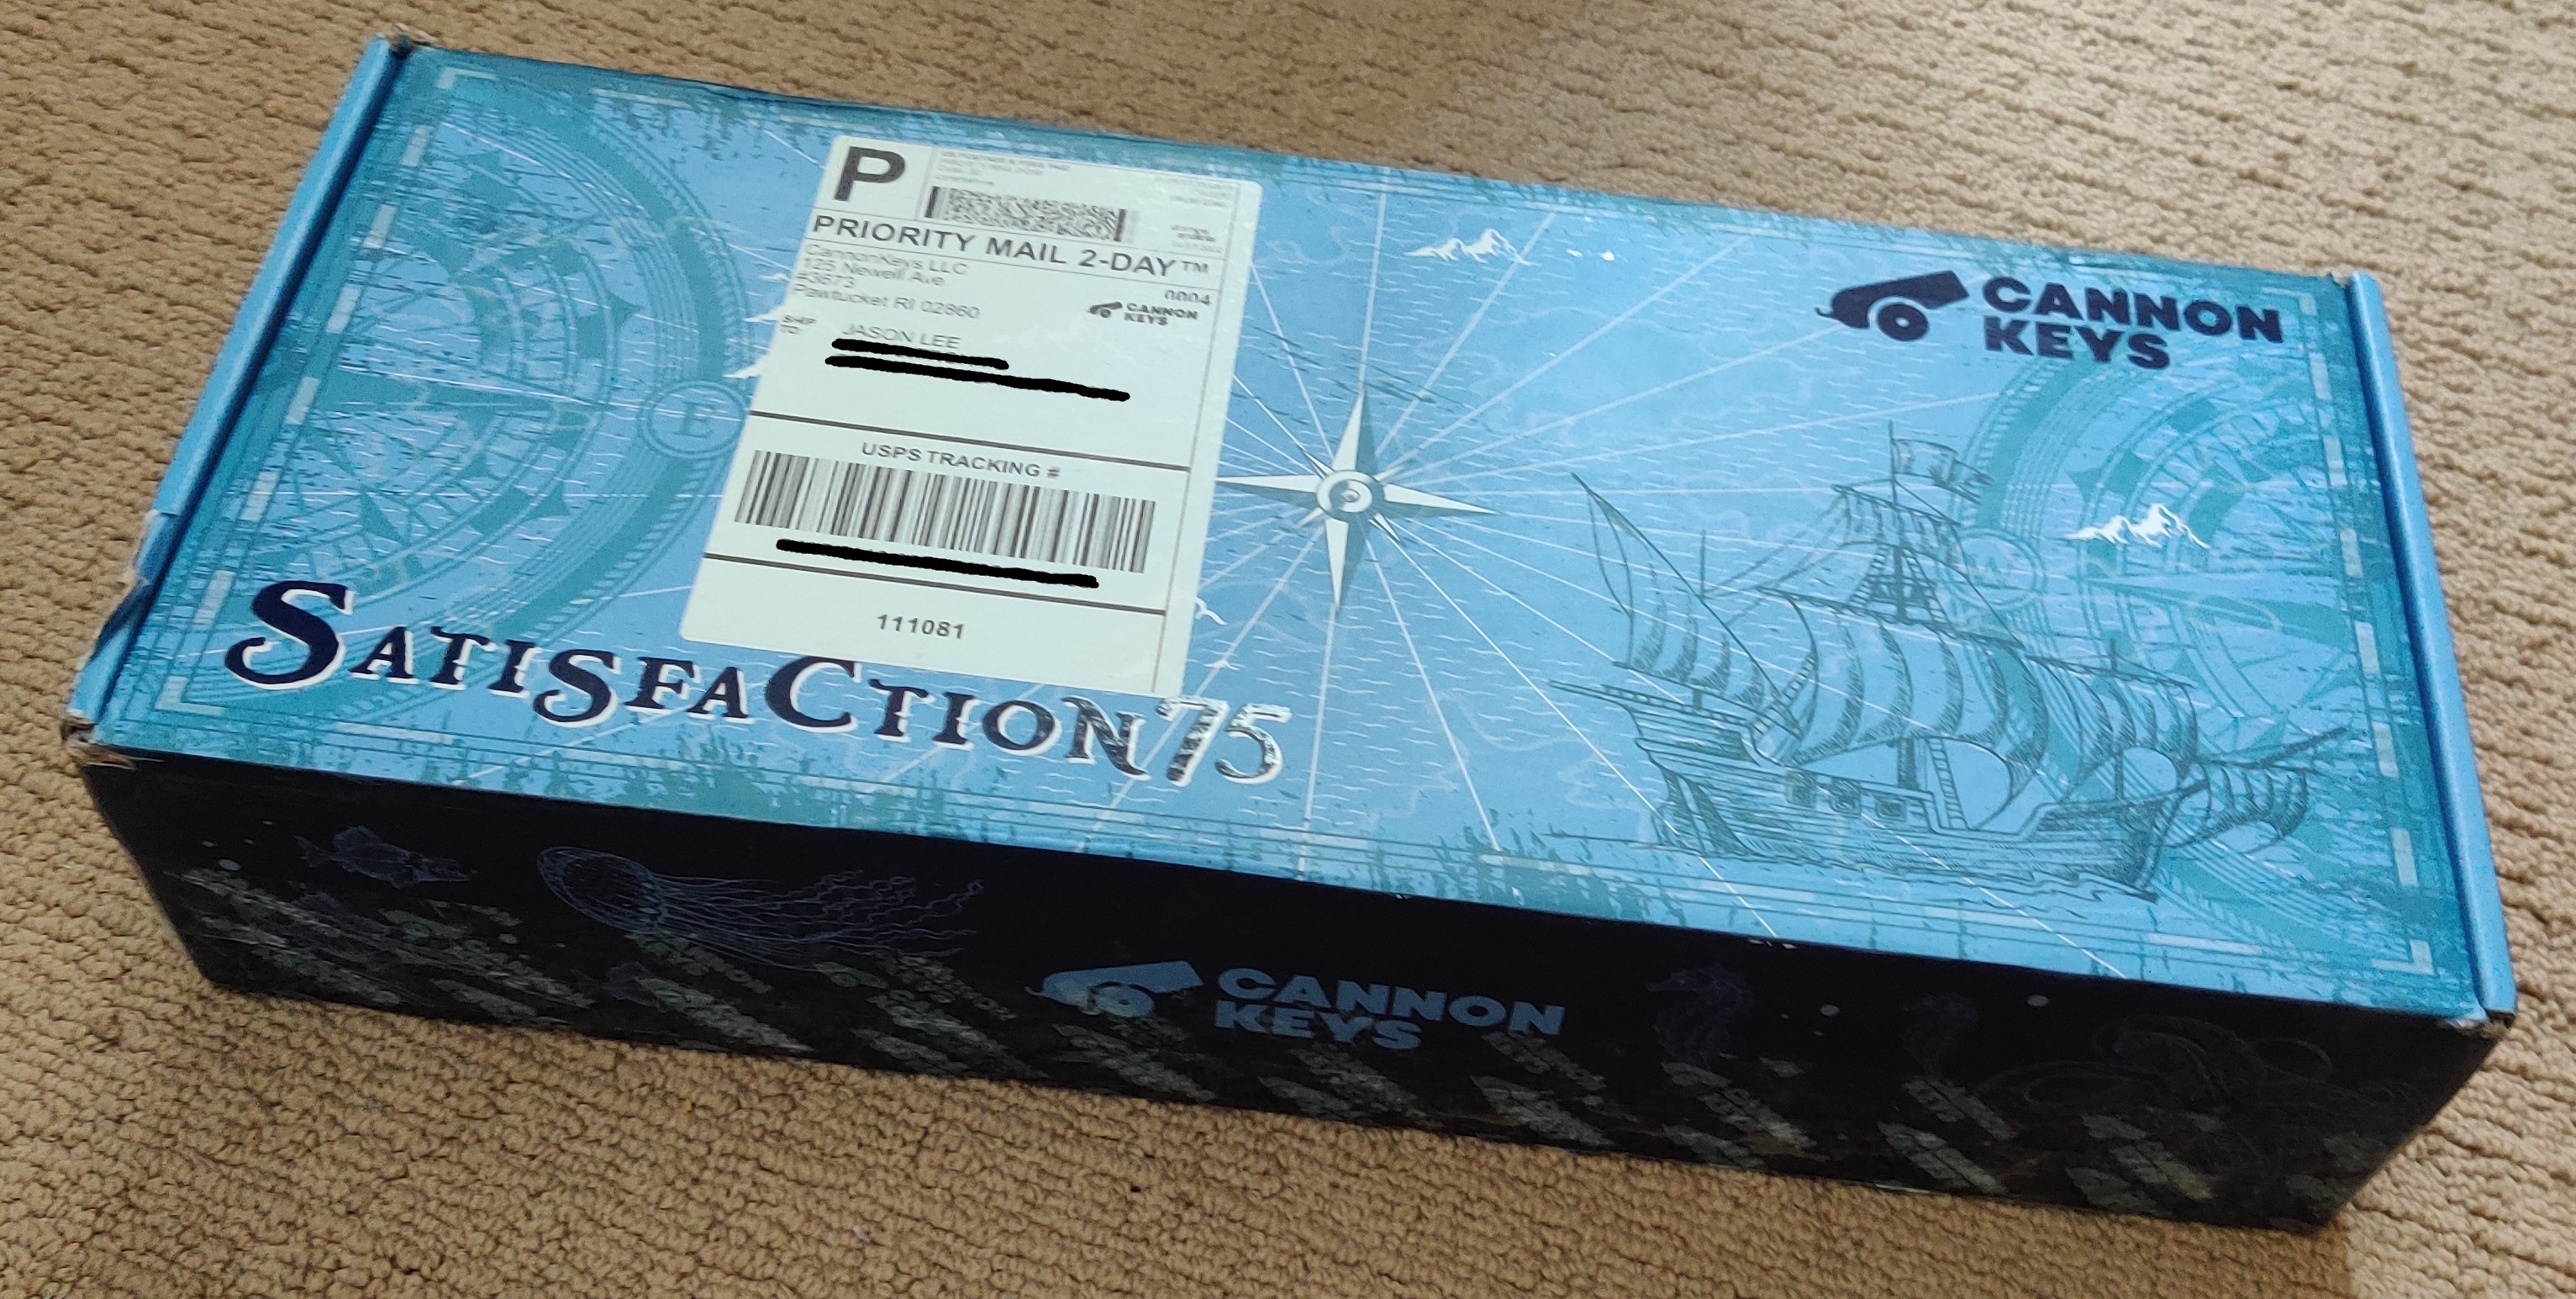 P
PRIORITY MAIL 2-DAY™
CannonKeys LLC
125 Newell Ave
#3673
Pawtucket RI 02860
0004
CANNON
KEYS
SHIP
TO:
JASON LEE
USPS TRACKING #
111081
CANNON
KEYS
E
W
SATISFACTION75
CANNON
KEYS